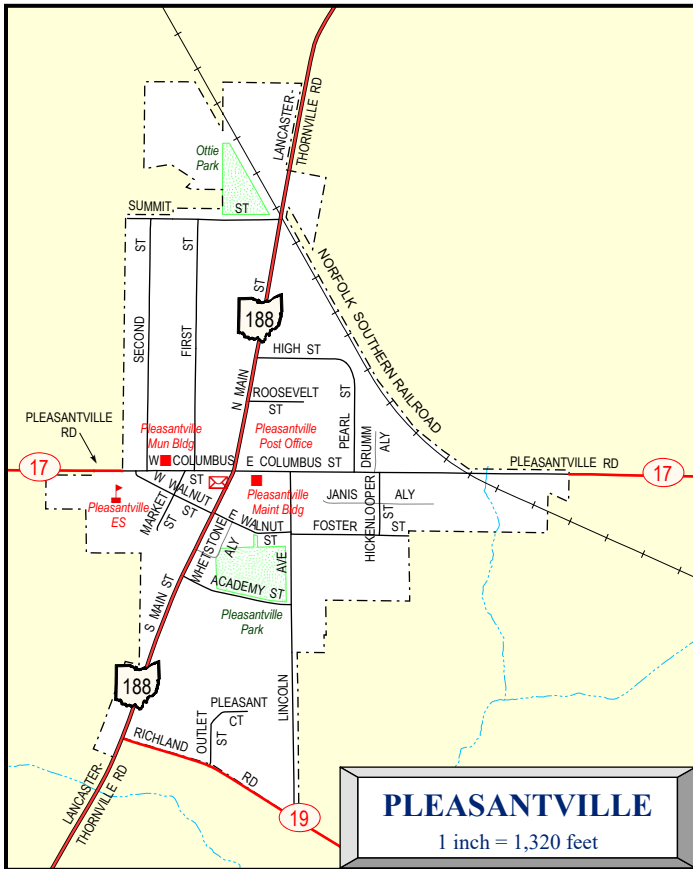 LANCASTER-
THORNVILLE RD
Ottie
Park
SUMMIT
ST
ST
ST
ST
NORFOLK SOUTHERN RAILROAD
188
SECOND
FIRST
HIGH ST
N MAIN
ROOSEVELT
ST
PEARL ST
PLEASANTVILLE
RD
Pleasantville
Mun Bldg
Pleasantville
Post Office
DRUMM
ALY
W COLUMBUS
ST
E COLUMBUS ST
PLEASANTVILLE RD
17
17
Pleasantville
ES
W WALNUT
ST
MARKET
ST
Pleasantville
Maint Bldg
JANIS ALY
HICKENLOOPER
ST
E WALNUT
ST
FOSTER ST
WHETSTONE
ALY
ACADEMY ST
AVE
S MAIN ST
Pleasantville
Park
188
LINCOLN
PLEASANT
CT
OUTLET
ST
RICHLAND
RD
LANCASTER-
THORNVILLE RD
19
PLEASANTVILLE
1 inch = 1,320 feet